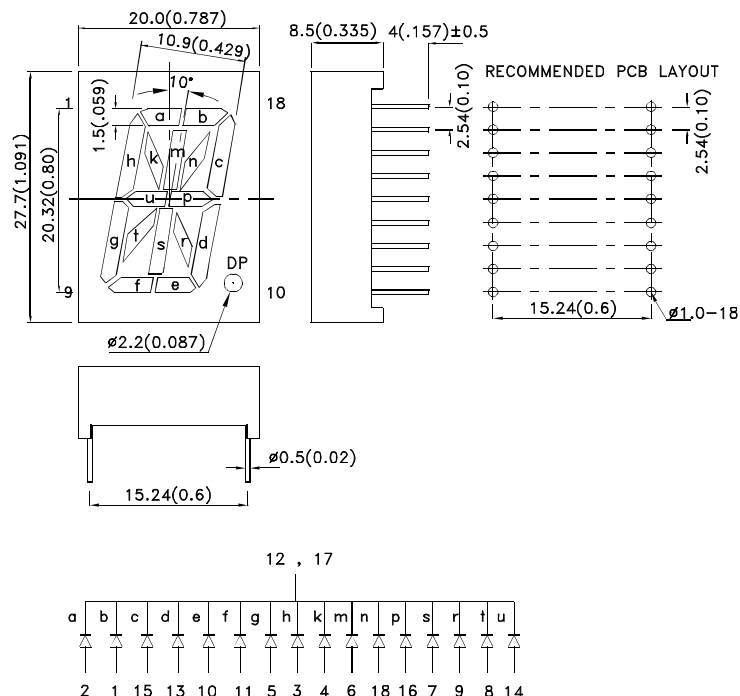 20.0(0.787)
10.9(0.429)
10°
1
18
1.5(.059)
a
b
h
k
m
n
c
27.7(1.091)
20.32(0.80)
u
p
g
t
s
r
d
DP
f
e
9
10
ø2.2(0.087)
8.5(0.335)
4(.157)±0.5
2.54(0.10)
RECOMMENDED PCB LAYOUT
2.54(0.10)
15.24(0.6)
ø1.0-18
ø0.5(0.02)
15.24(0.6)
12 , 17
a b c d e f g h k m n p s r t u
2 1 15 13 10 11 5 3 4 6 18 16 7 9 8 14